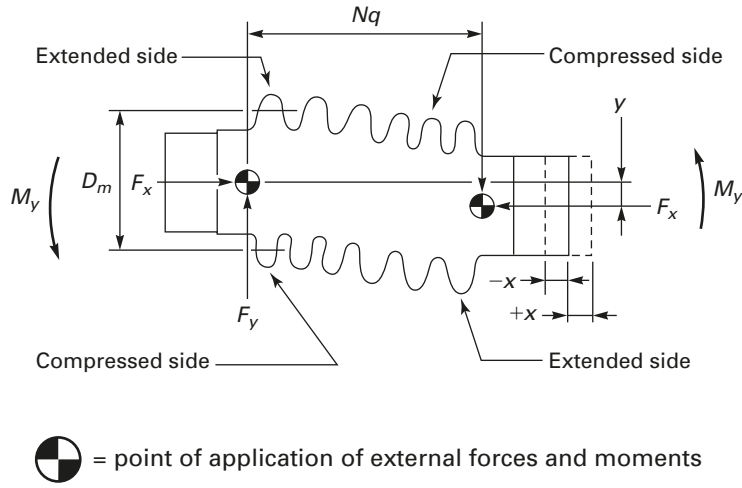 Nq
Extended side
Compressed side
y
D_m
F_x
M_y
M_y
F_x
–x
+x
F_y
Compressed side
Extended side
= point of application of external forces and moments